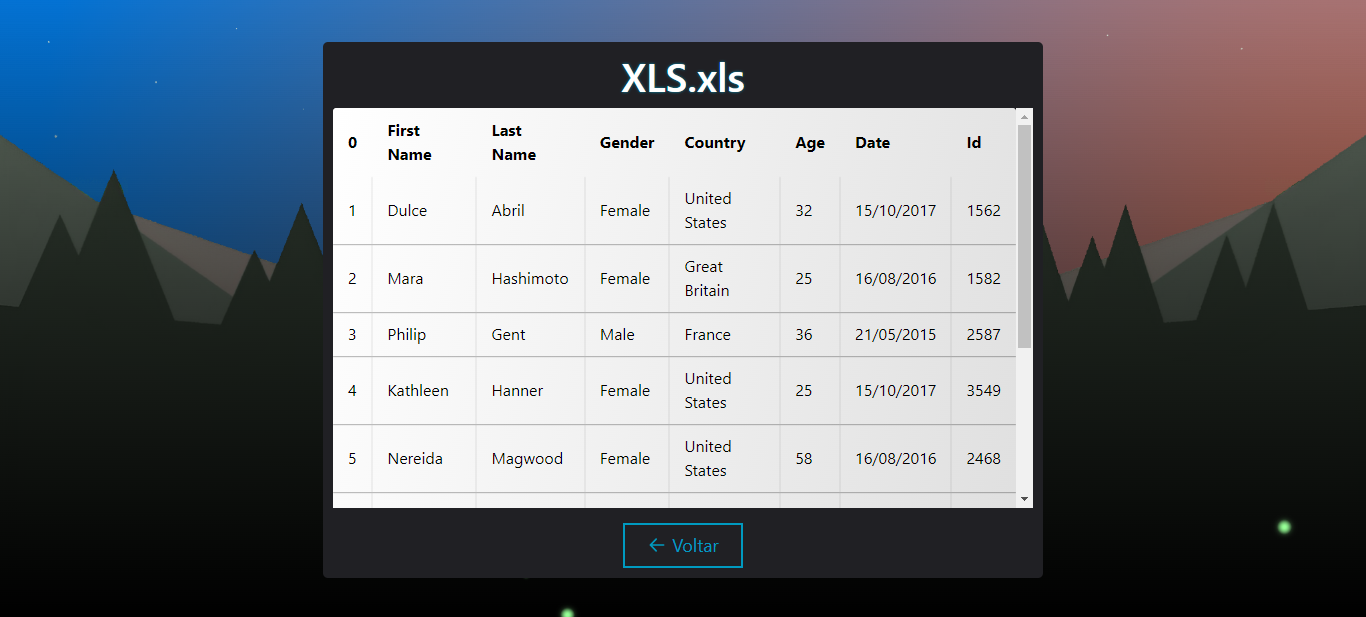 XLS.xls
0 First Name Last Name Gender Country Age Date Id
1 Dulce Abril Female United States 32 15/10/2017 1562
2 Mara Hashimoto Female Great Britain 25 16/08/2016 1582
3 Philip Gent Male France 36 21/05/2015 2587
4 Kathleen Hanner Female United States 25 15/10/2017 3549
5 Nereida Magwood Female United States 58 16/08/2016 2468
← Voltar